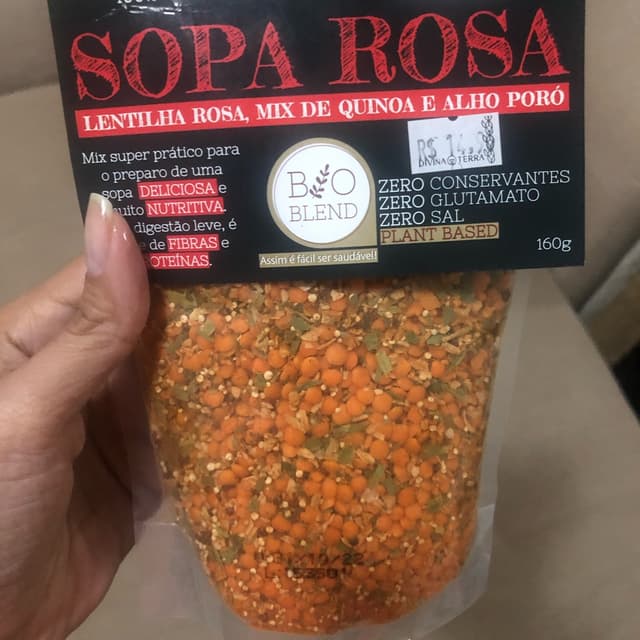 SOPA ROSA
LENTILHA ROSA, MIX DE QUINOA E ALHO PORÓ
Mix super prático para
o preparo de uma
sopa DELICIOSA e
NUTRITIVA.
digestão leve, é
de FIBRAS e
BIO
BLEND
Assim é fácil ser saudável!
R$ 14,
DIVINA TERRA
ZERO CONSERVANTES
ZERO GLUTAMATO
ZERO SAL
PLANT BASED
160g